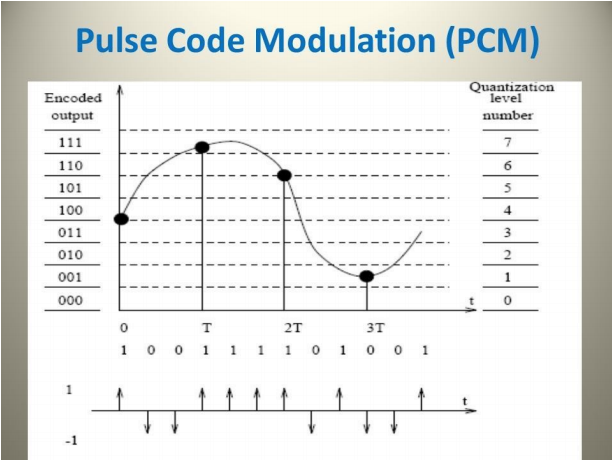 Pulse Code Modulation (PCM)
Encoded
output
Quantization
level
number
111 7
110 6
101 5
100 4
011 3
010 2
001 1
000 0
t
0 T 2T 3T
1 0 0 1 1 1 1 0 1 0 0 1
1
t
-1